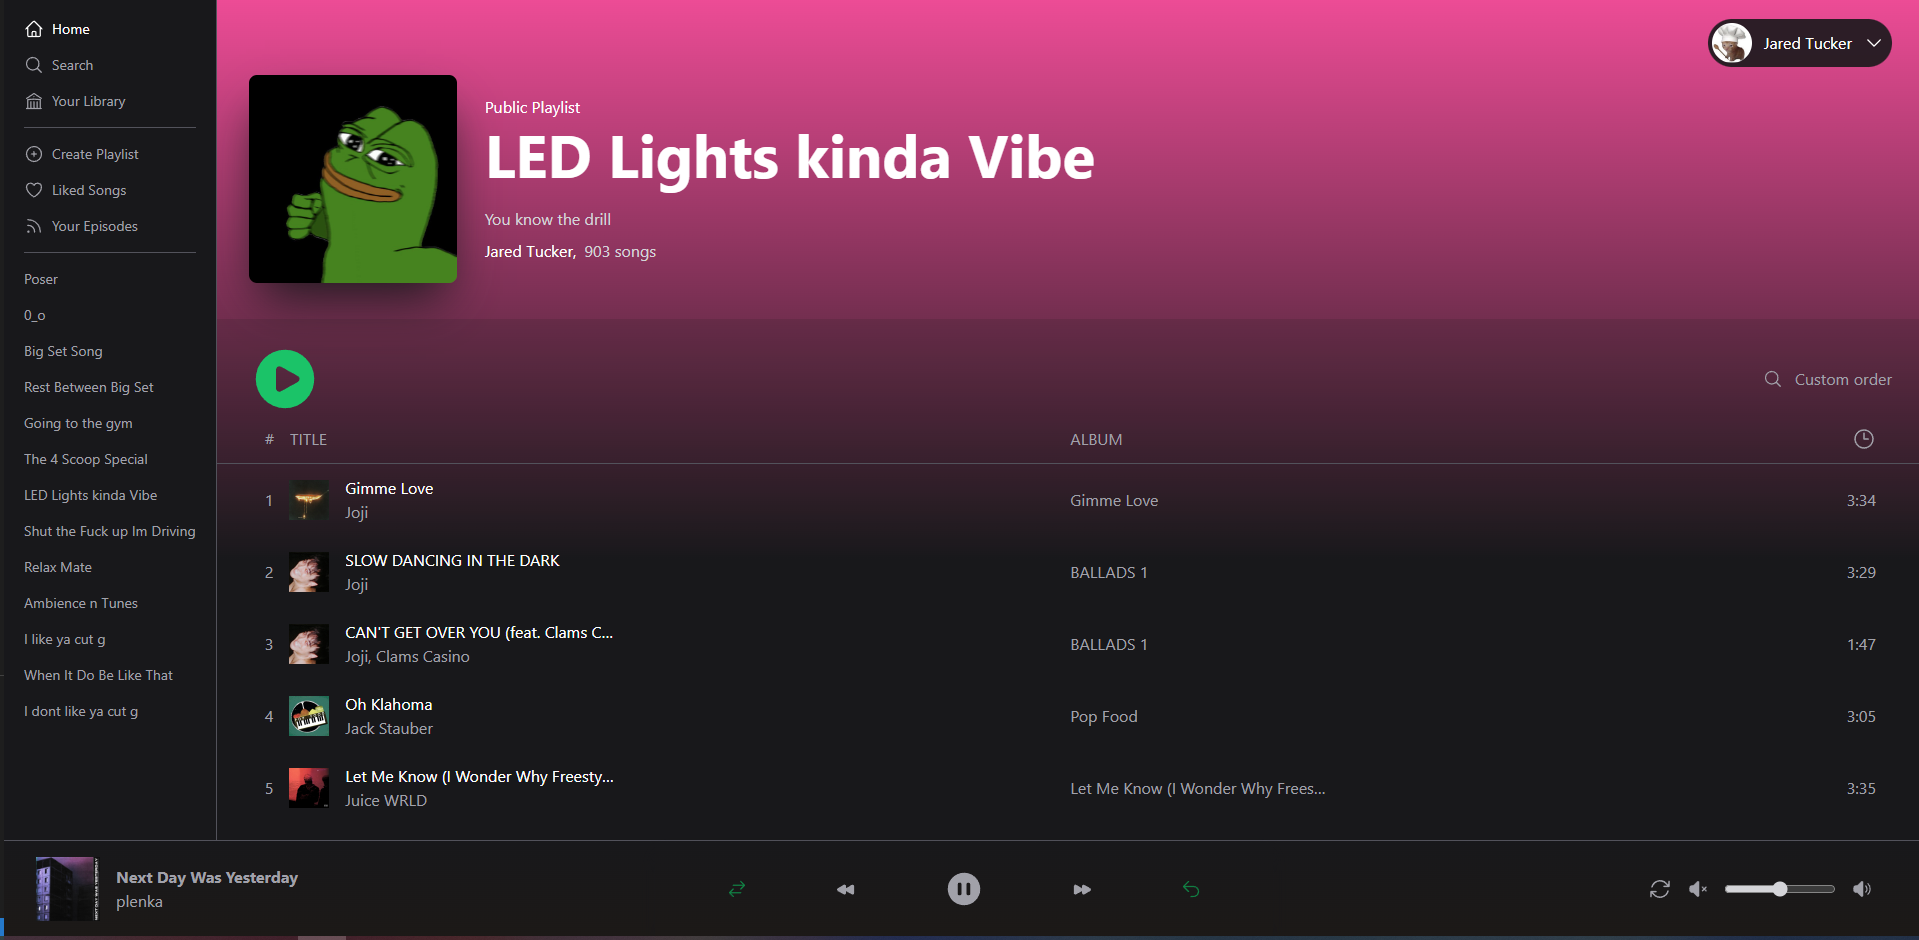 Home
Search
Your Library
Create Playlist
Liked Songs
Your Episodes
Poser
0_o
Big Set Song
Rest Between Big Set
Going to the gym
The 4 Scoop Special
LED Lights kinda Vibe
Shut the Fuck up Im Driving
Relax Mate
Ambience n Tunes
I like ya cut g
When It Do Be Like That
I dont like ya cut g
Jared Tucker
Public Playlist
LED Lights kinda Vibe
You know the drill
Jared Tucker, 903 songs
Custom order
# TITLE ALBUM
1 Gimme Love Gimme Love 3:34
Joji
2 SLOW DANCING IN THE DARK BALLADS 1 3:29
Joji
3 CAN'T GET OVER YOU (feat. Clams C... BALLADS 1 1:47
Joji, Clams Casino
4 Oh Klahoma Pop Food 3:05
Jack Stauber
5 Let Me Know (I Wonder Why Freesty... Let Me Know (I Wonder Why Frees... 3:35
Juice WRLD
NEXT DAY WAS YESTERDAY
Next Day Was Yesterday
plenka